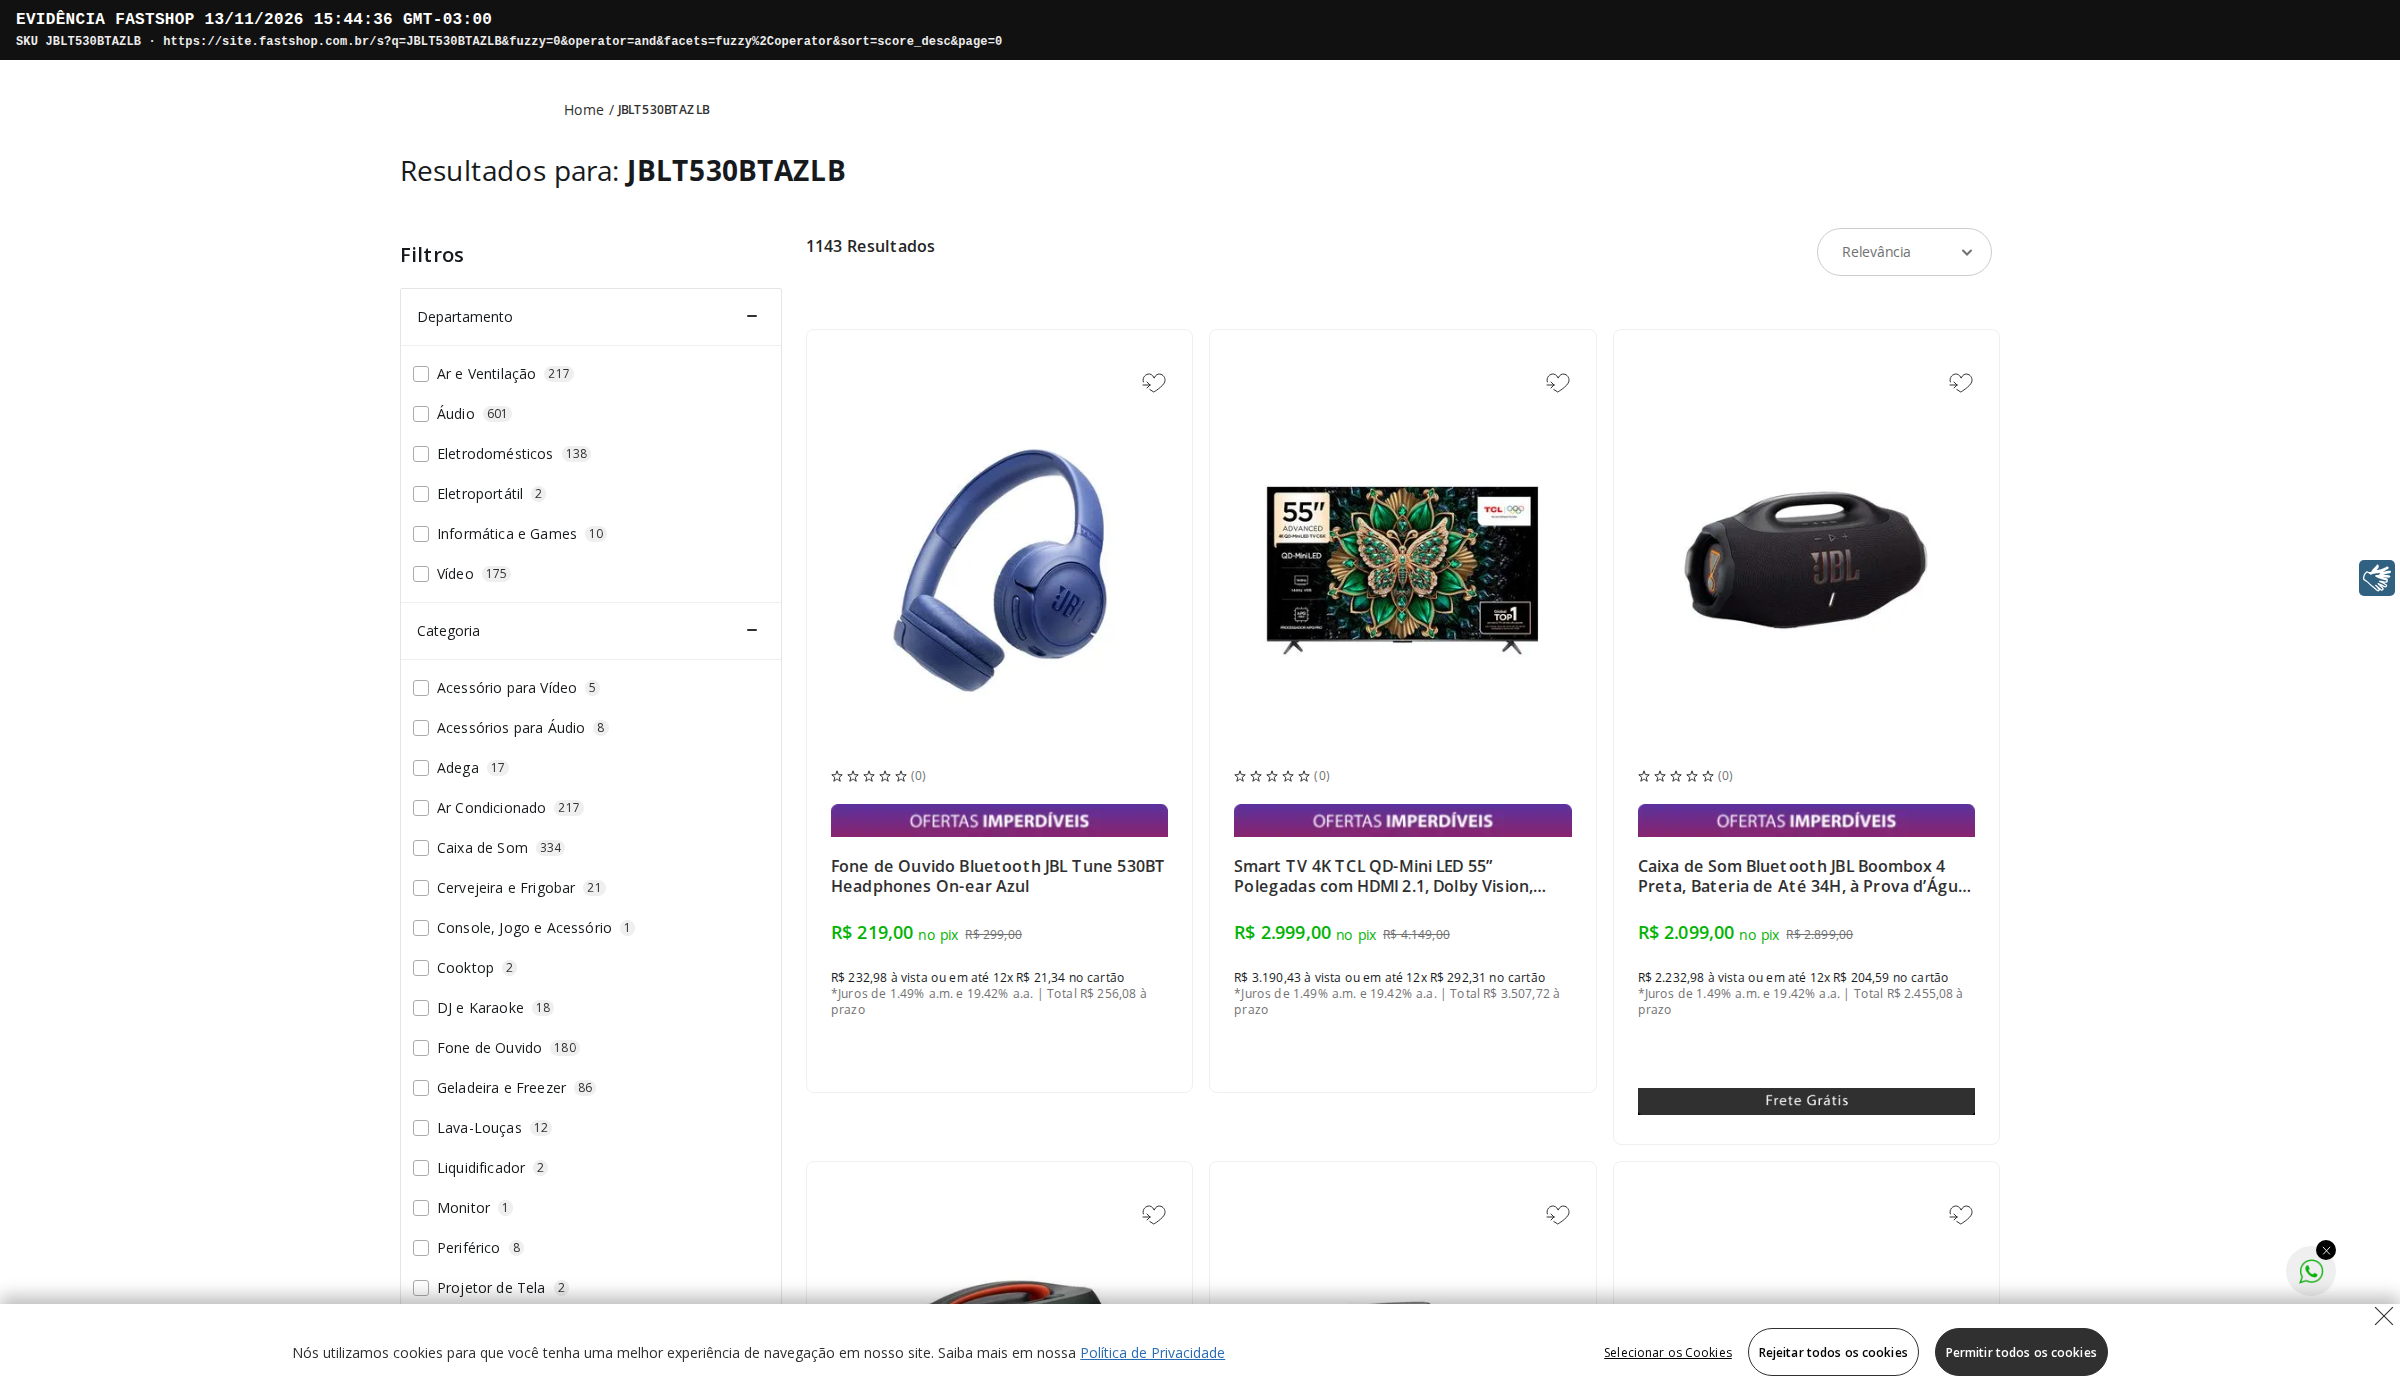 EVIDÊNCIA FASTSHOP 13/11/2026 15:44:36 GMT-03:00
SKU JBLT530BTAZLB · https://site.fastshop.com.br/s?q=JBLT530BTAZLB&fuzzy=0&operator=and&facets=fuzzy%2Coperator&sort=score_desc&page=0
Home / JBLT530BTAZLB
Resultados para: JBLT530BTAZLB
Filtros
1143 Resultados
Relevância
Departamento
Ar e Ventilação 217
Áudio 601
Eletrodomésticos 138
Eletroportátil 2
Informática e Games 10
Vídeo 175
Categoria
Acessório para Vídeo 5
Acessórios para Áudio 8
Adega 17
Ar Condicionado 217
Caixa de Som 334
Cervejeira e Frigobar 21
Console, Jogo e Acessório 1
Cooktop 2
DJ e Karaoke 18
Fone de Ouvido 180
Geladeira e Freezer 86
Lava-Louças 12
Liquidificador 2
Monitor 1
Periférico 8
Projetor de Tela 2
JBL
(0)
OFERTAS IMPERDÍVEIS
Fone de Ouvido Bluetooth JBL Tune 530BT
Headphones On-ear Azul
R$ 219,00 no pix R$ 299,00
R$ 232,98 à vista ou em até 12x R$ 21,34 no cartão
*Juros de 1.49% a.m. e 19.42% a.a. | Total R$ 256,08 à
prazo
55”
ADVANCED
QD-MiniLED
TCL
Global
TOP1
(0)
OFERTAS IMPERDÍVEIS
Smart TV 4K TCL QD-Mini LED 55”
Polegadas com HDMI 2.1, Dolby Vision,...
R$ 2.999,00 no pix R$ 4.149,00
R$ 3.190,43 à vista ou em até 12x R$ 292,31 no cartão
*Juros de 1.49% a.m. e 19.42% a.a. | Total R$ 3.507,72 à
prazo
JBL
(0)
OFERTAS IMPERDÍVEIS
Caixa de Som Bluetooth JBL Boombox 4
Preta, Bateria de Até 34H, à Prova d’Águ...
R$ 2.099,00 no pix R$ 2.899,00
R$ 2.232,98 à vista ou em até 12x R$ 204,59 no cartão
*Juros de 1.49% a.m. e 19.42% a.a. | Total R$ 2.455,08 à
prazo
Frete Grátis
Nós utilizamos cookies para que você tenha uma melhor experiência de navegação em nosso site. Saiba mais em nossa Política de Privacidade
Selecionar os Cookies
Rejeitar todos os cookies
Permitir todos os cookies